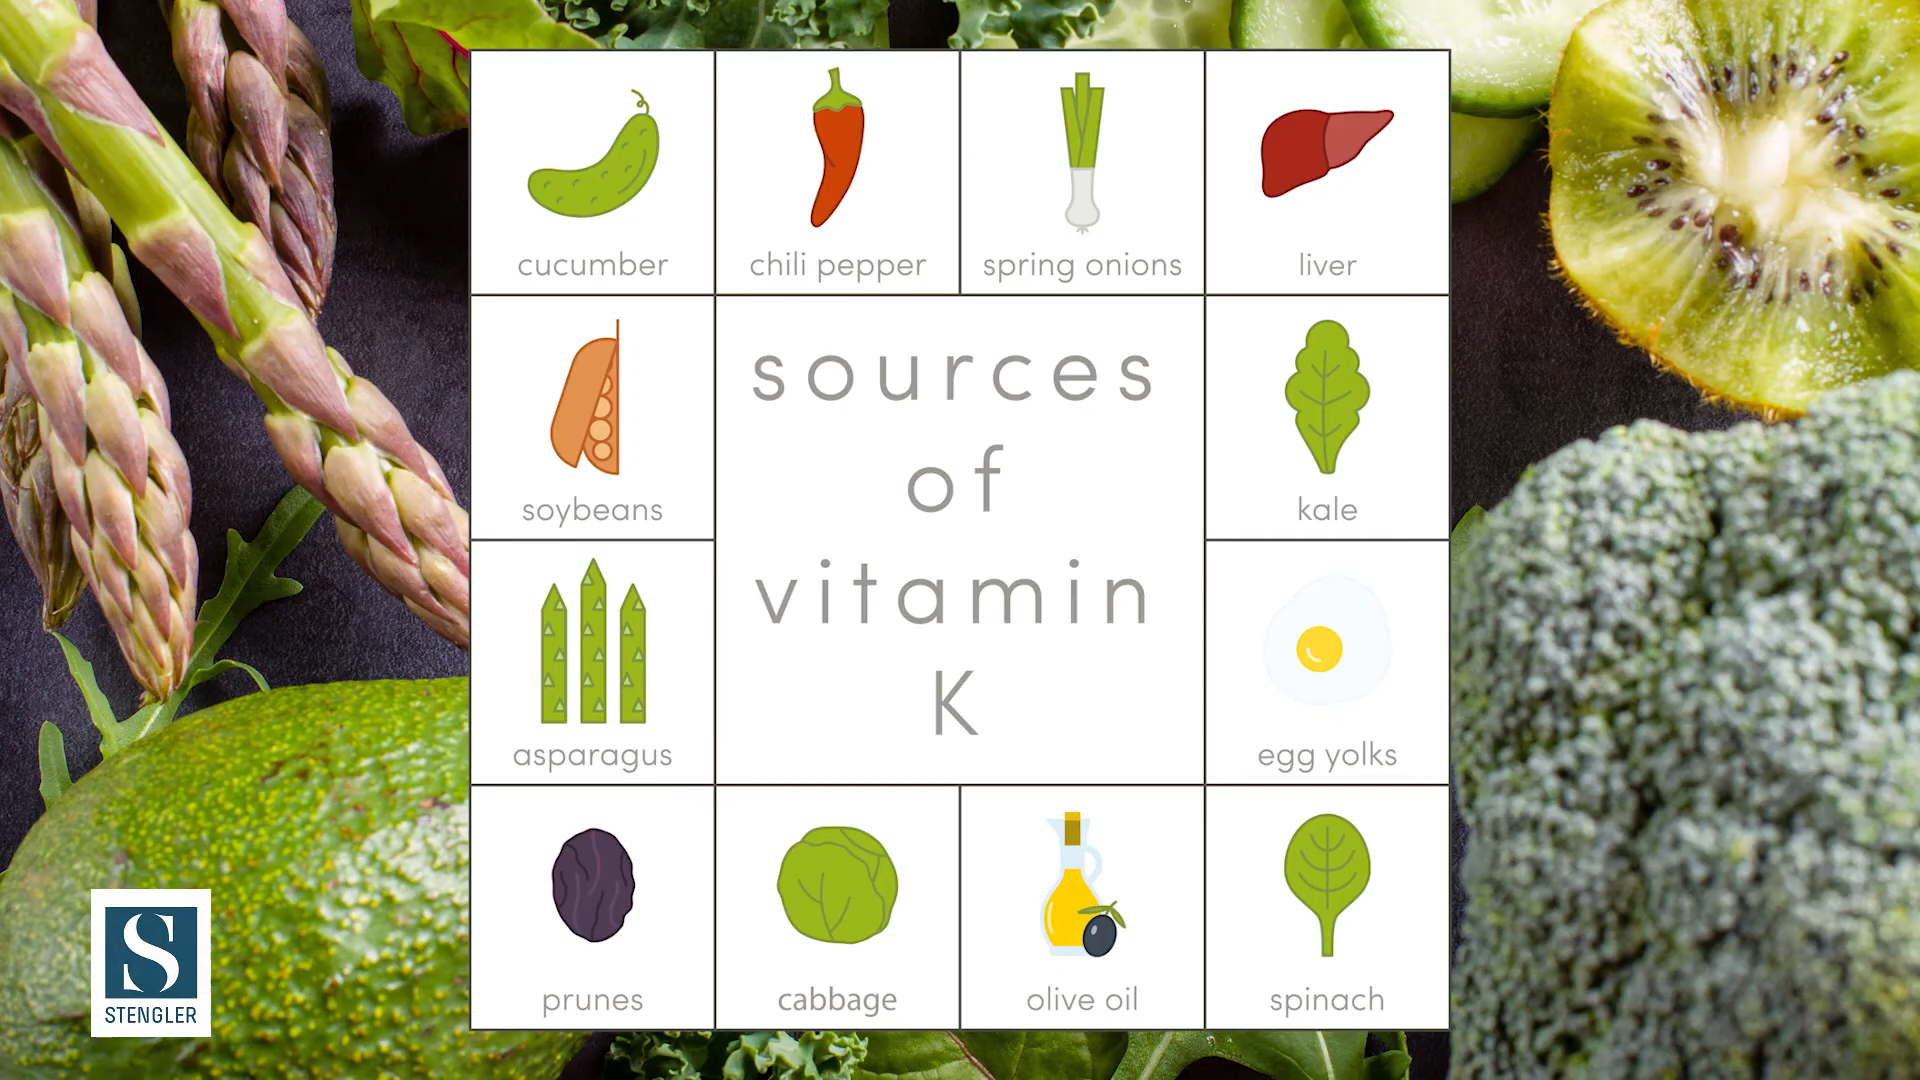 cucumber
chili pepper
spring onions
liver
soybeans
sources
of
vitamin
K
kale
asparagus
egg yolks
prunes
cabbage
olive oil
spinach
S
STENGLER